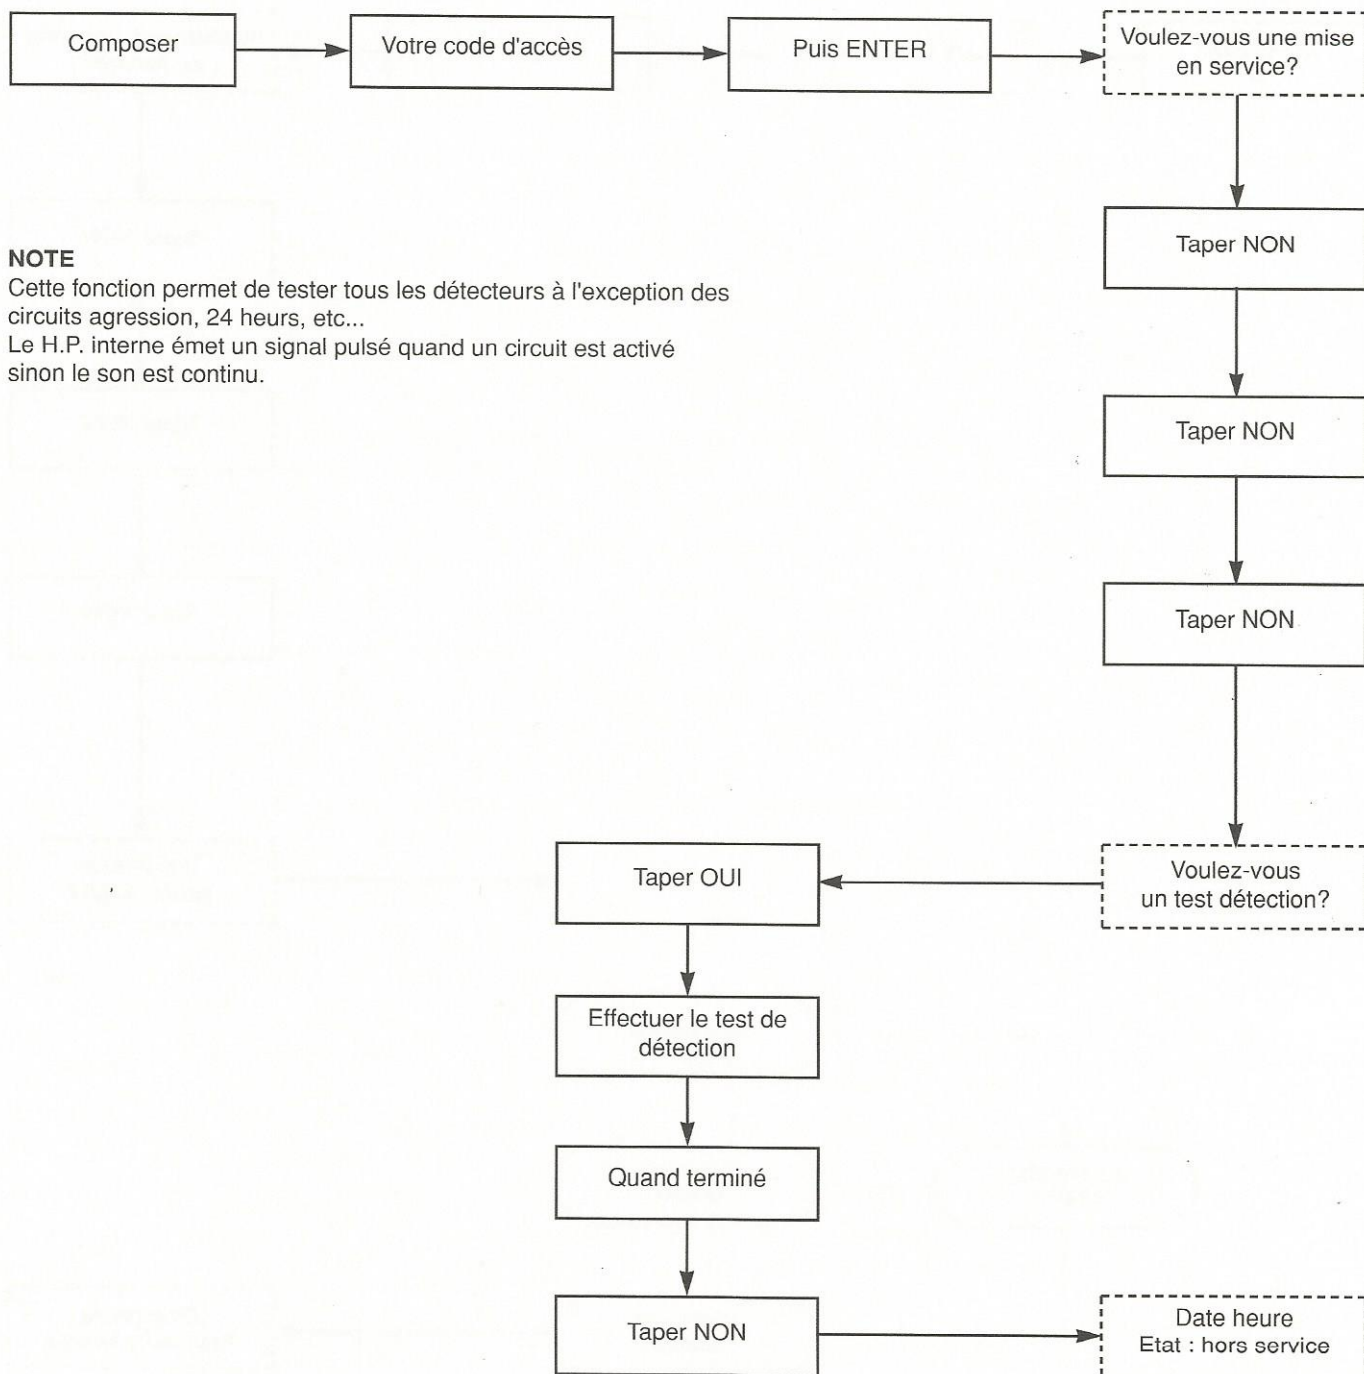 Composer
Votre code d'accès
Puis ENTER
Voulez-vous une mise
en service?
Taper NON
NOTE
Cette fonction permet de tester tous les détecteurs à l'exception des
circuits agression, 24 heurs, etc...
Le H.P. interne émet un signal pulsé quand un circuit est activé
sinon le son est continu.
Taper NON
Taper NON
Voulez-vous
un test détection?
Taper OUI
Effectuer le test de
détection
Quand terminé
Taper NON
Date heure
Etat : hors service